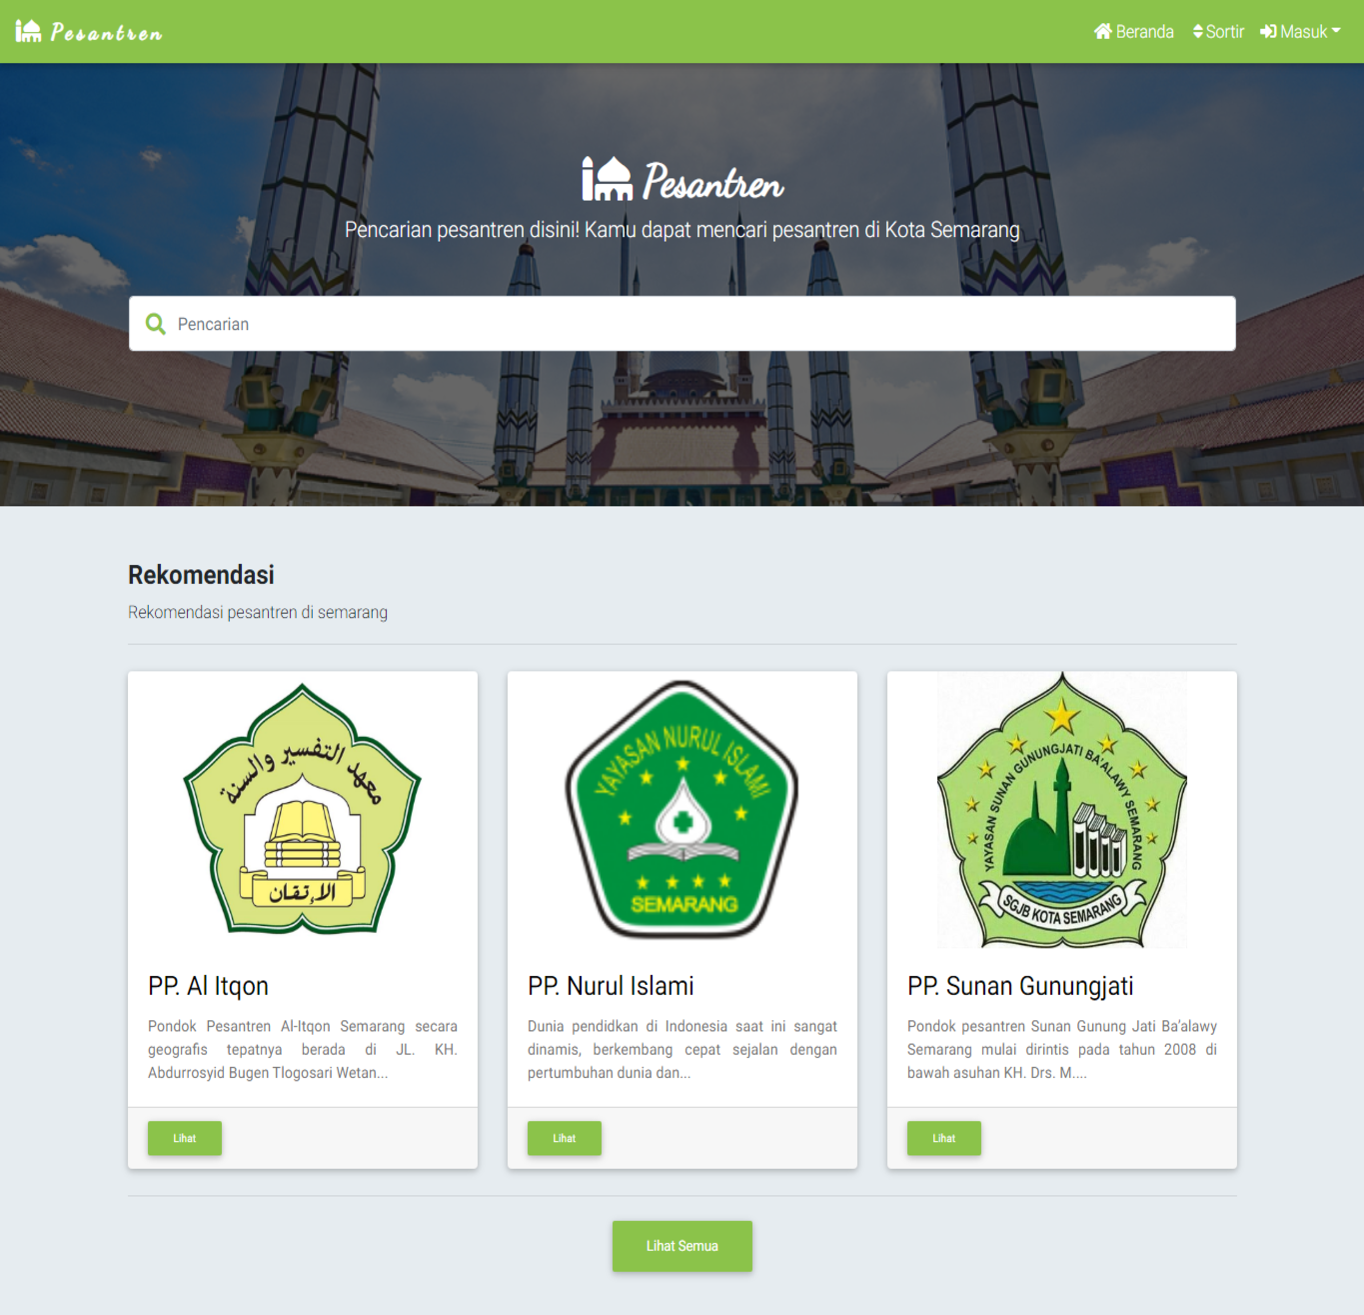 Pesantren
Beranda
Sortir
Masuk
Pesantren
Pencarian pesantren disini! Kamu dapat mencari pesantren di Kota Semarang
Pencarian
Rekomendasi
Rekomendasi pesantren di semarang
معهد التفسير والسنة
الإتقان
YAYASAN NURUL ISLAMI
SEMARANG
YAYASAN SUNAN GUNUNGJATI BA'ALAWY SEMARANG
SGJB KOTA SEMARANG
PP. Al Itqon
Pondok Pesantren Al-Itqon Semarang secara
geografis tepatnya berada di JL. KH.
Abdurrosyid Bugen Tlogosari Wetan...
Lihat
PP. Nurul Islami
Dunia pendidkan di Indonesia saat ini sangat
dinamis, berkembang cepat sejalan dengan
pertumbuhan dunia dan...
Lihat
PP. Sunan Gunungjati
Pondok pesantren Sunan Gunung Jati Ba’alawy
Semarang mulai dirintis pada tahun 2008 di
bawah asuhan KH. Drs. M....
Lihat
Lihat Semua